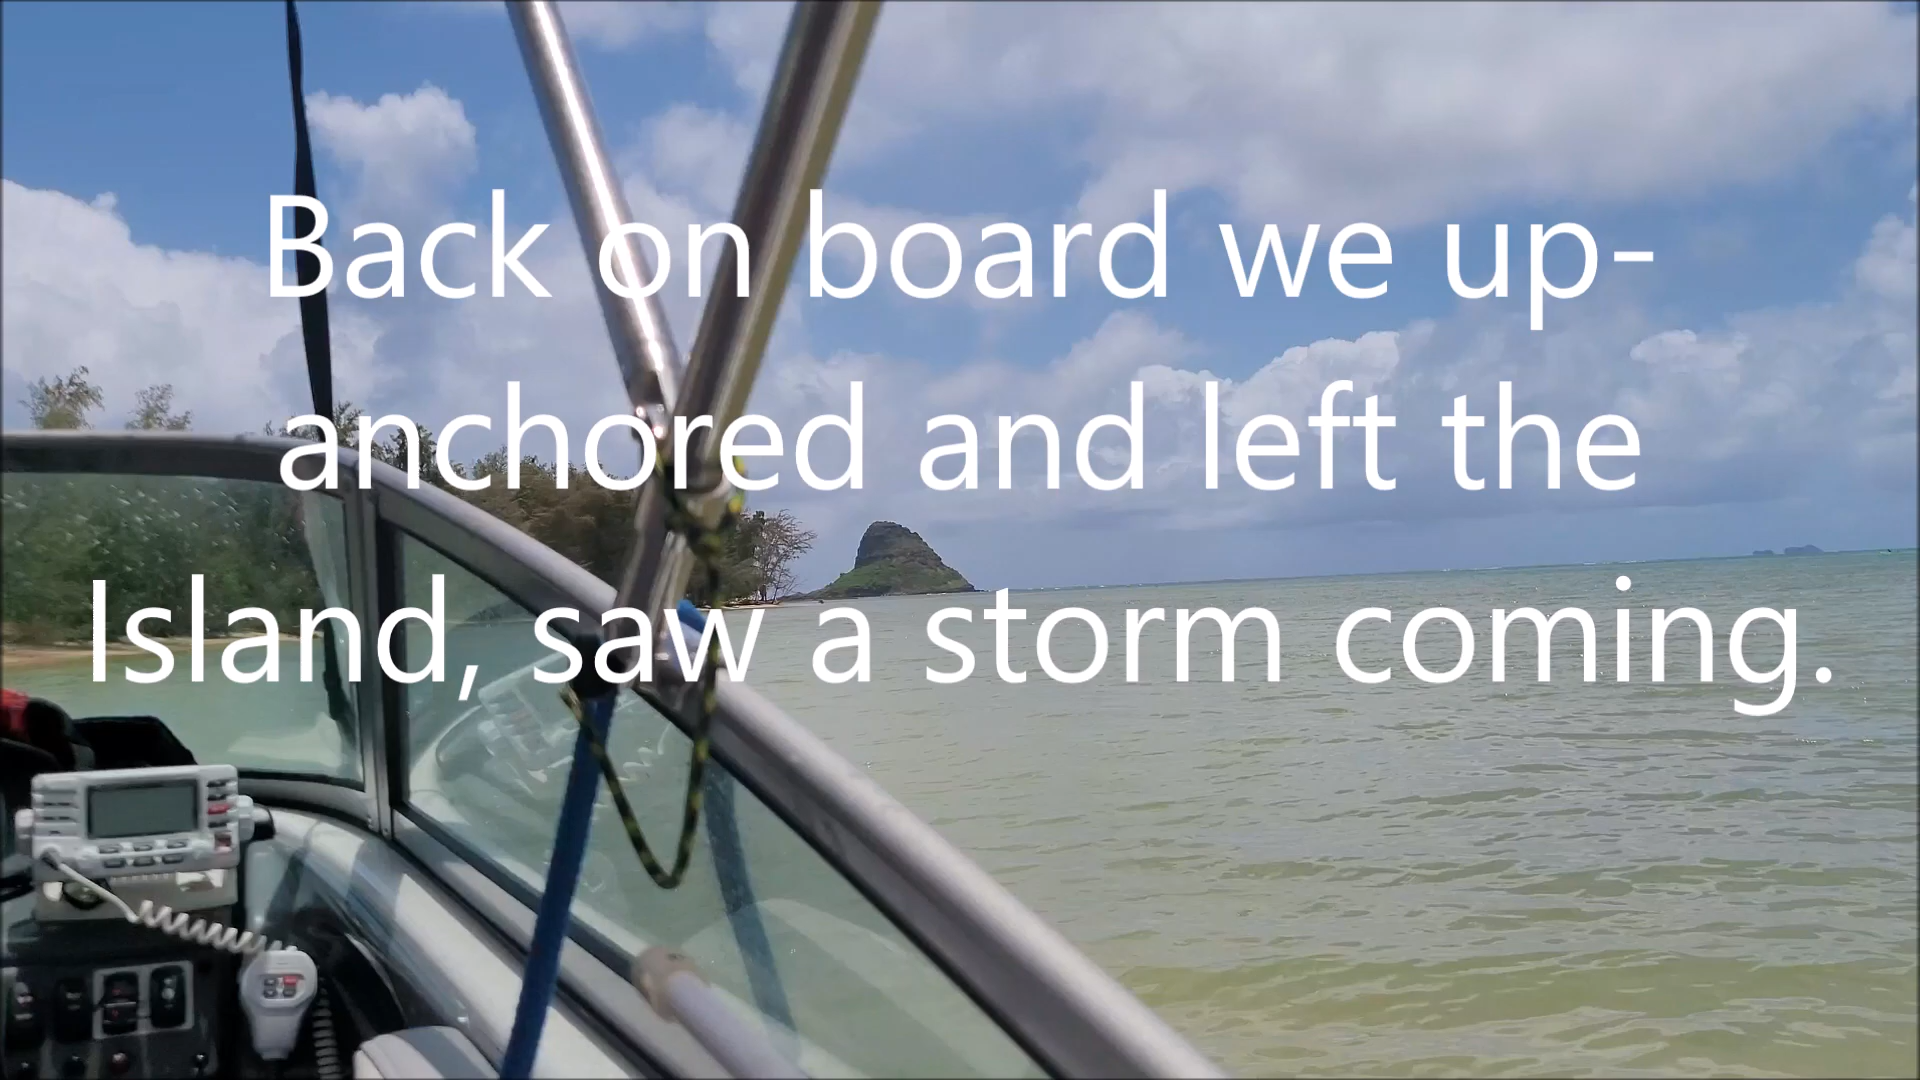 Back on board we up-
anchored and left the
Island, saw a storm coming.